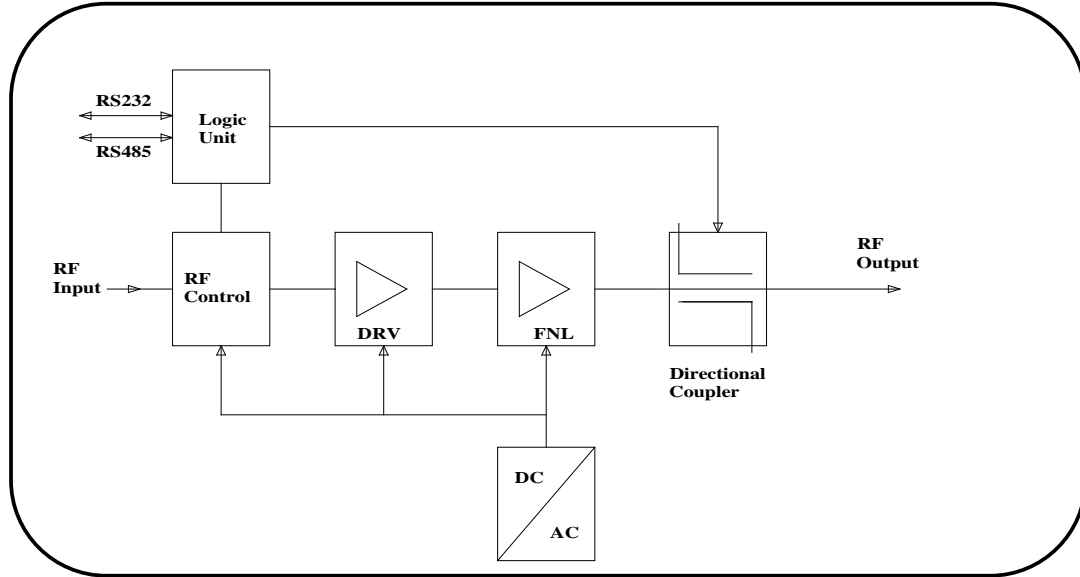 RS232
RS485
Logic
Unit
RF
Input
RF
Control
DRV
FNL
RF
Output
Directional
Coupler
DC
AC